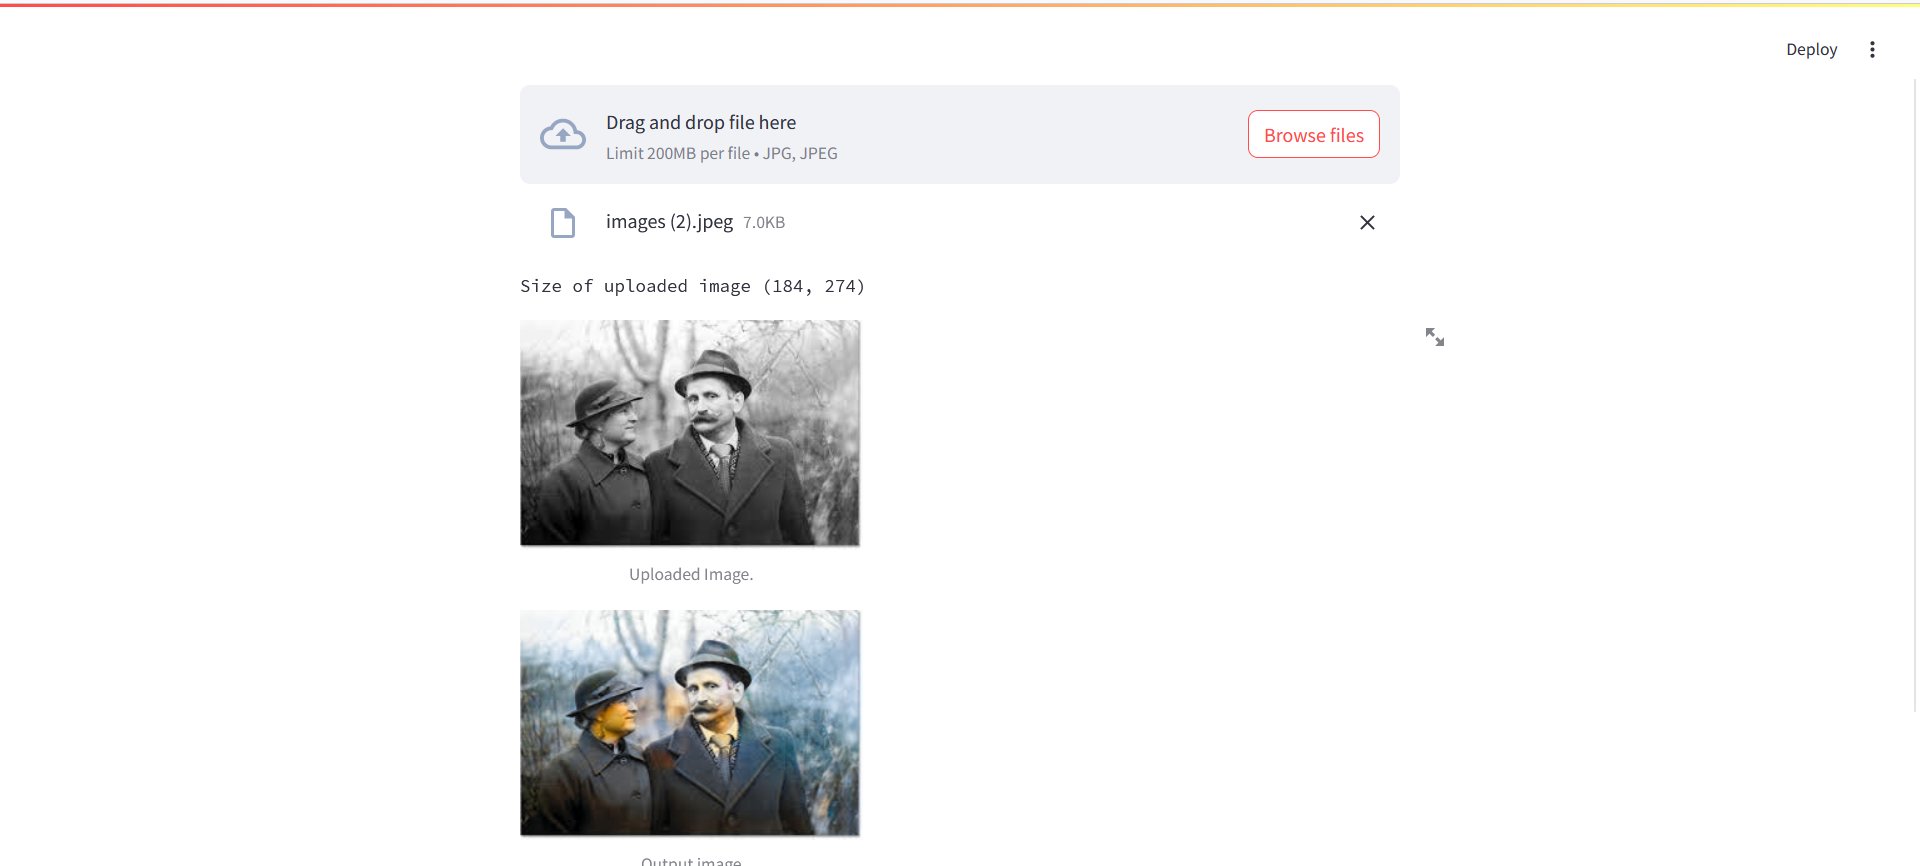 Deploy
Drag and drop file here
Limit 200MB per file • JPG, JPEG
Browse files
images (2).jpeg 7.0KB
Size of uploaded image (184, 274)
Uploaded Image.
Output image